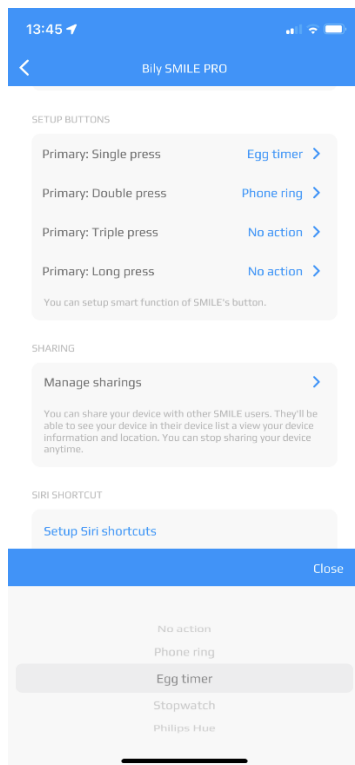 13:45
Bily SMILE PRO
SETUP BUTTONS
Primary: Single press Egg timer
Primary: Double press Phone ring
Primary: Triple press No action
Primary: Long press No action
You can setup smart function of SMILE's button.
SHARING
Manage sharings
You can share your device with other SMILE users. They'll be
able to see your device in their device list a view your device
information and location. You can stop sharing your device
anytime.
SIRI SHORTCUT
Setup Siri shortcuts
Close
No action
Phone ring
Egg timer
Stopwatch
Philips Hue